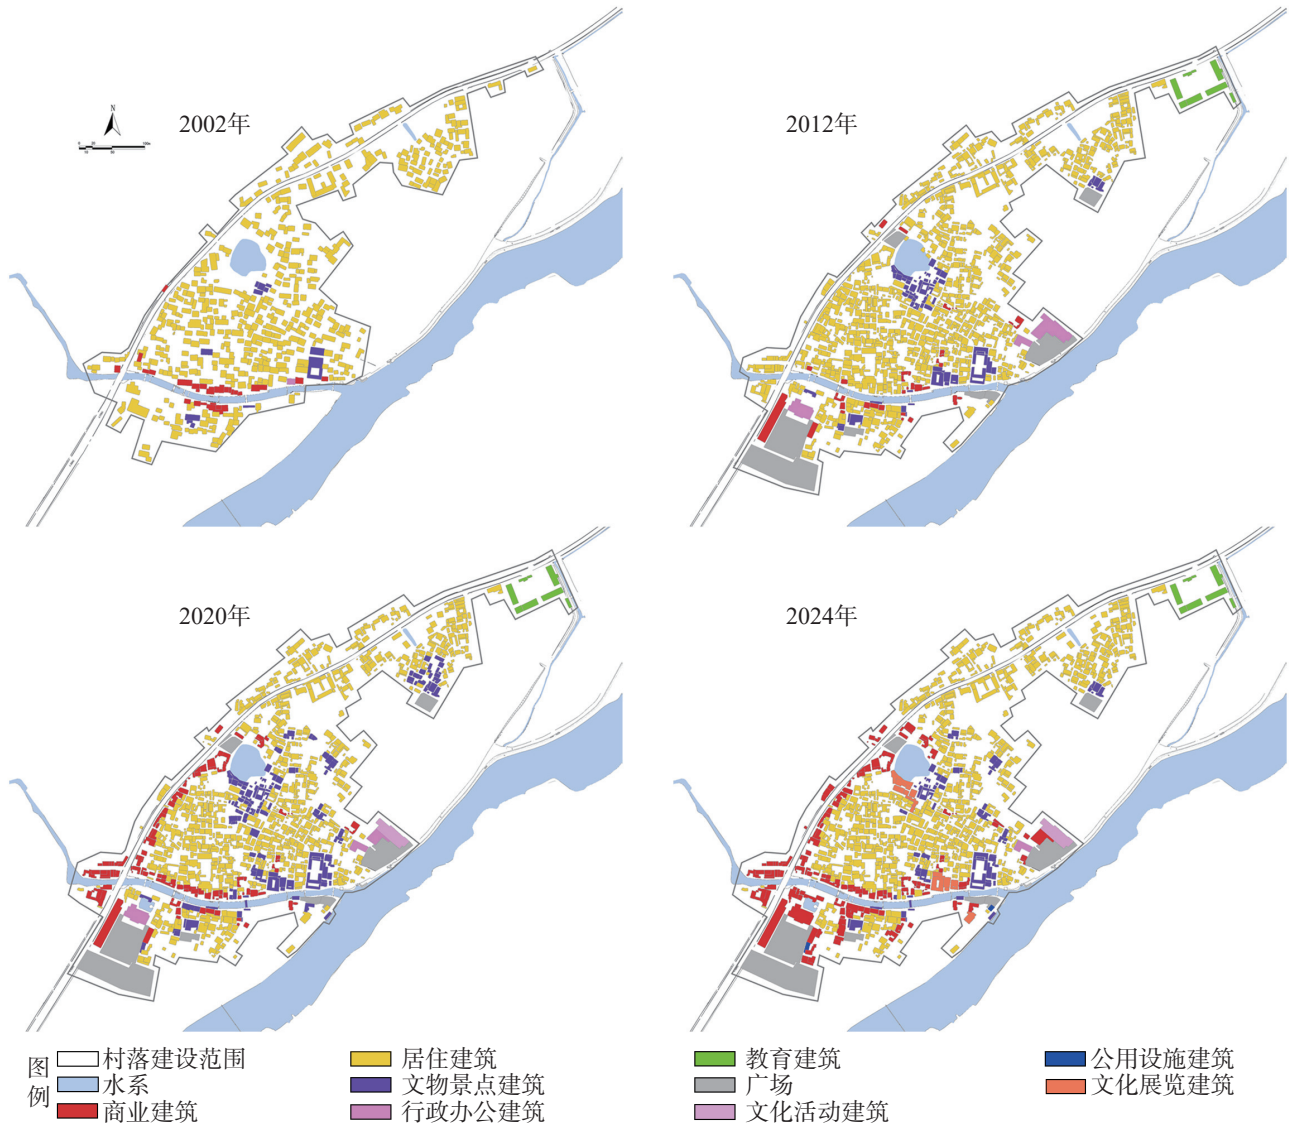 2002年
N
2012年
2020年
2024年
图例
村落建设范围
居住建筑
教育建筑
公用设施建筑
水系
文物景点建筑
广场
文化展览建筑
商业建筑
行政办公建筑
文化活动建筑